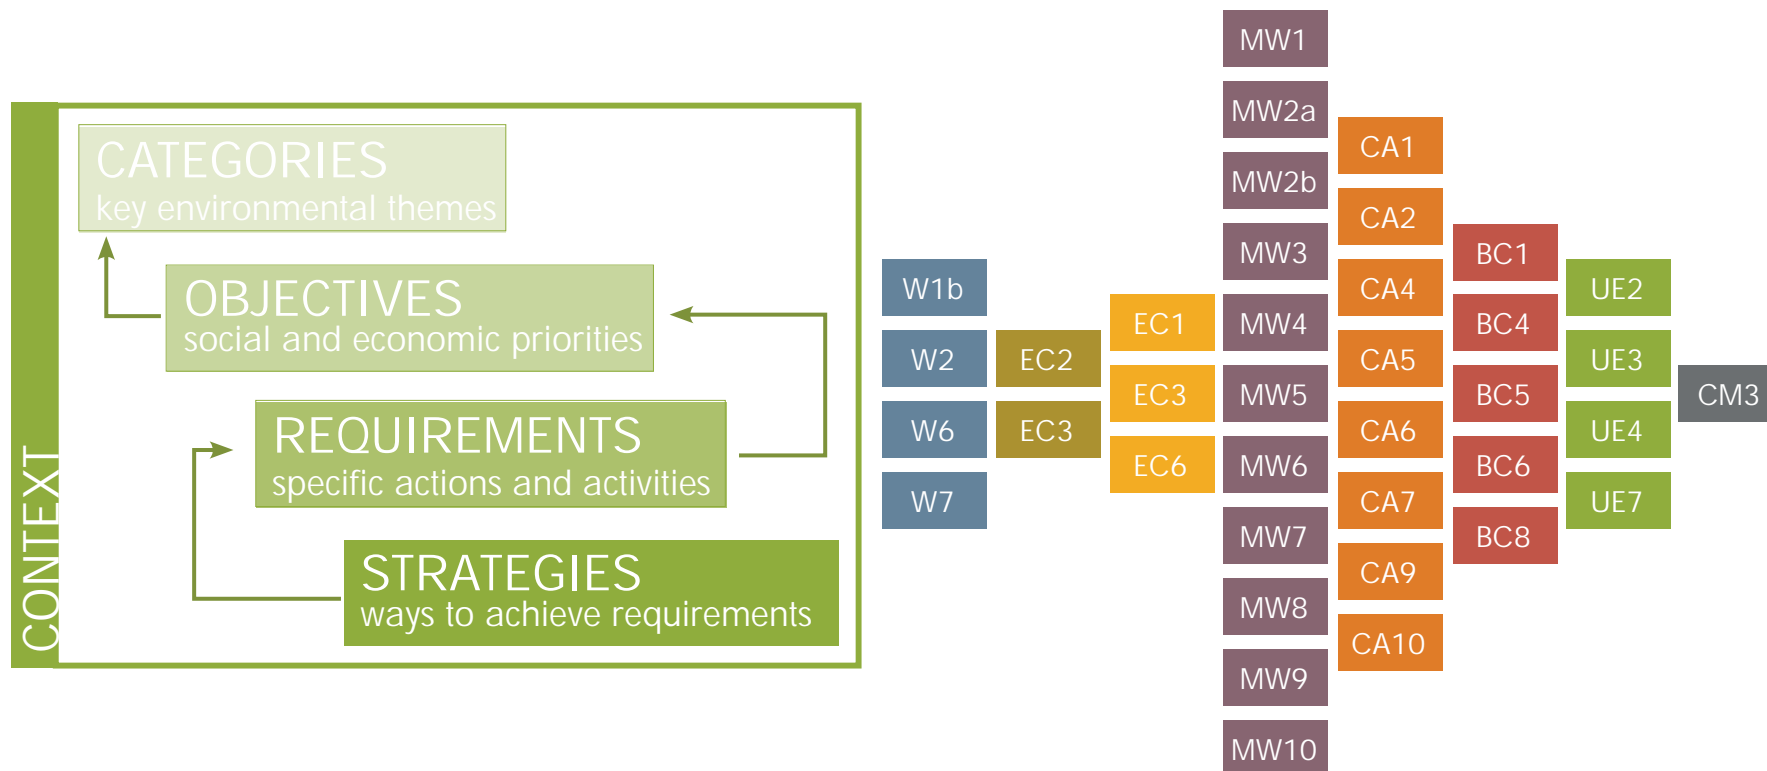 CONTEXT
CATEGORIES
key environmental themes
OBJECTIVES
social and economic priorities
REQUIREMENTS
specific actions and activities
STRATEGIES
ways to achieve requirements
W1b
W2
W6
W7
EC2
EC3
EC1
EC3
EC6
MW1
MW2a
MW2b
MW3
MW4
MW5
MW6
MW7
MW8
MW9
MW10
CA1
CA2
CA4
CA5
CA6
CA7
CA9
CA10
BC1
BC4
BC5
BC6
BC8
UE2
UE3
UE4
UE7
CM3